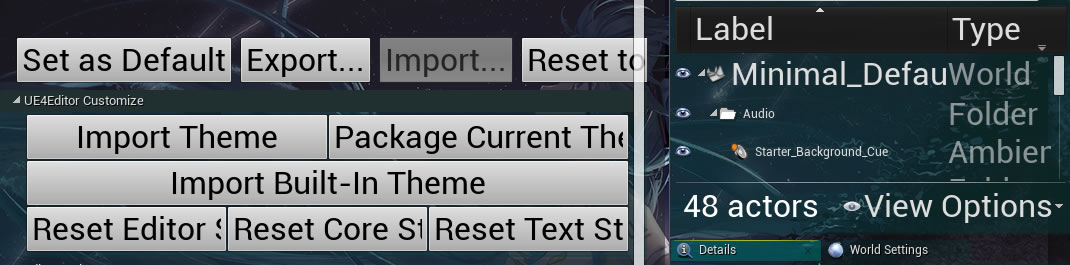 Set as Default Export... Import... Reset to
UE4Editor Customize
Import Theme Package Current The
Import Built-In Theme
Reset Editor S Reset Core St Reset Text St
Label Type
Minimal_Defau World
Audio Folder
Starter_Background_Cue Ambien
48 actors View Options
Details World Settings